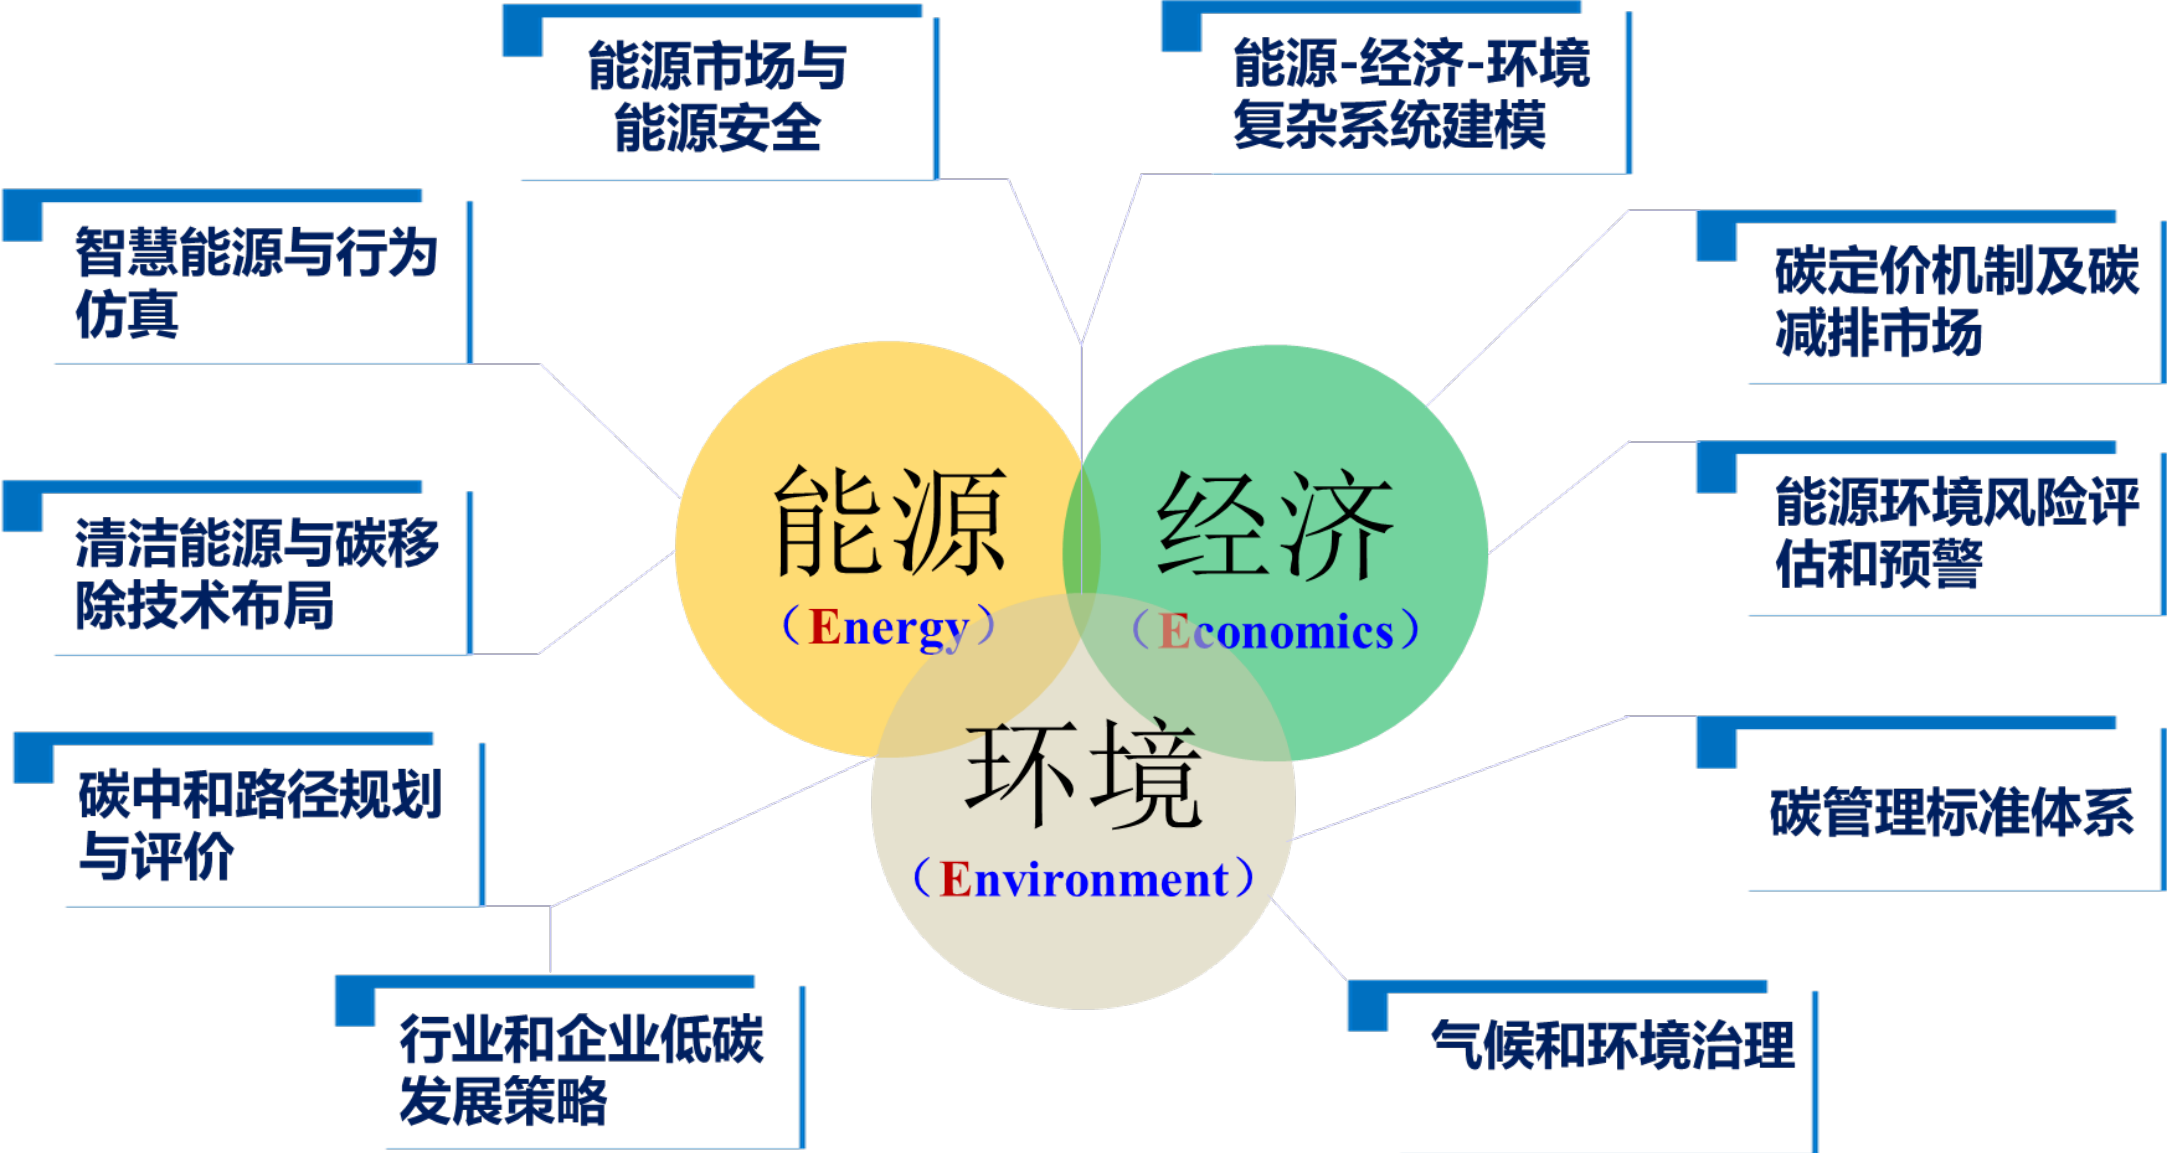 能源市场与
能源安全
能源-经济-环境
复杂系统建模
智慧能源与行为
仿真
碳定价机制及碳
减排市场
清洁能源与碳移
除技术布局
能源环境风险评
估和预警
能源
（Energy）
经济
（Economics）
环境
（Environment）
碳中和路径规划
与评价
碳管理标准体系
行业和企业低碳
发展策略
气候和环境治理